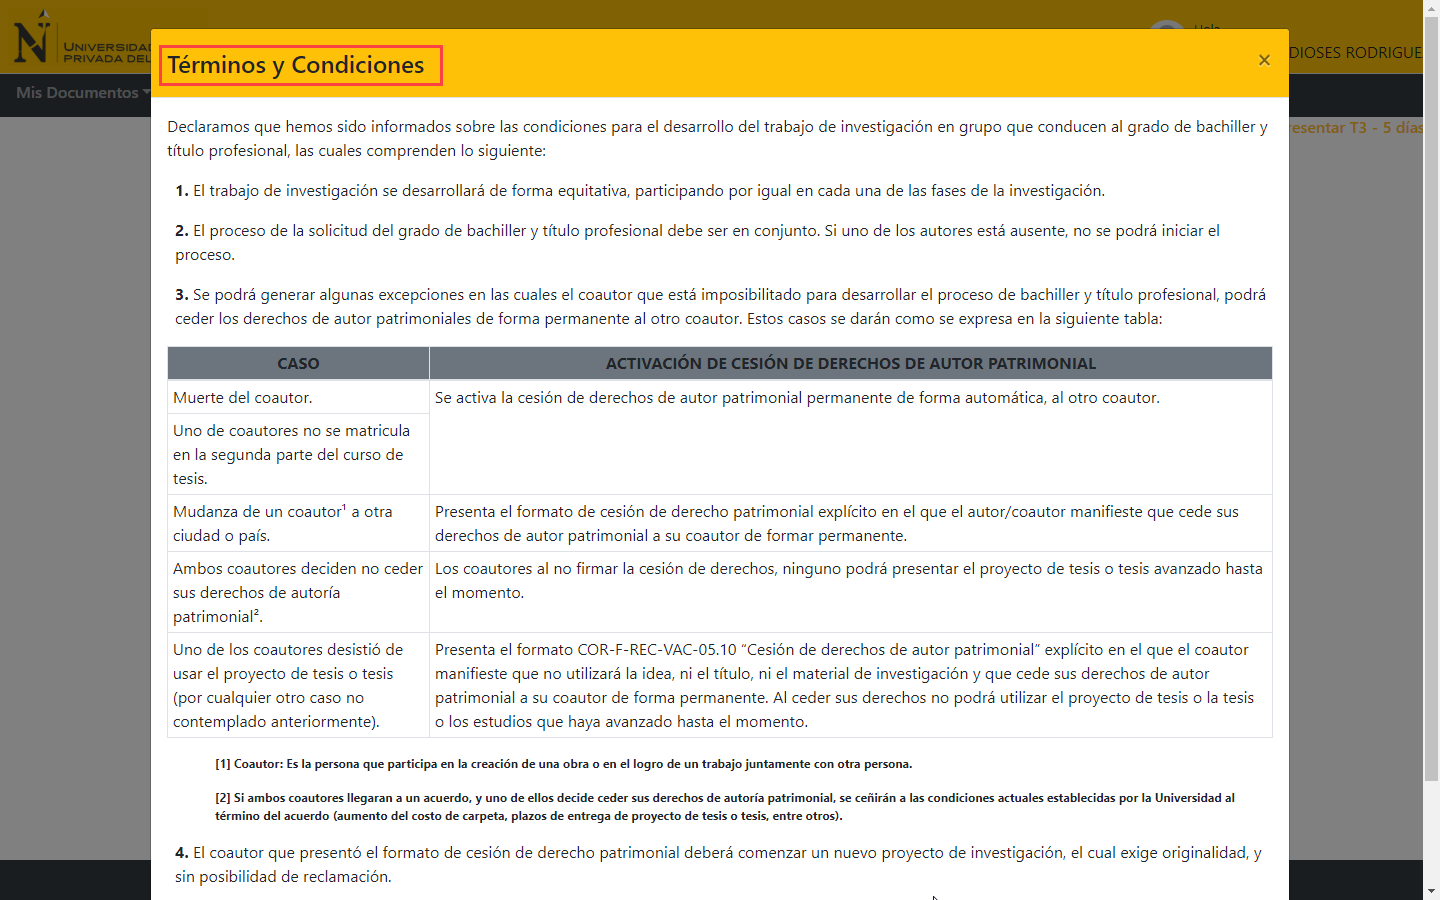 UNIVERSIDAD
PRIVADA DEL
Hola
DIOSES RODRIGUE
Mis Documentos
resentar T3 - 5 días
Términos y Condiciones
×
Declaramos que hemos sido informados sobre las condiciones para el desarrollo del trabajo de investigación en grupo que conducen al grado de bachiller y
título profesional, las cuales comprenden lo siguiente:
1. El trabajo de investigación se desarrollará de forma equitativa, participando por igual en cada una de las fases de la investigación.
2. El proceso de la solicitud del grado de bachiller y título profesional debe ser en conjunto. Si uno de los autores está ausente, no se podrá iniciar el
proceso.
3. Se podrá generar algunas excepciones en las cuales el coautor que está imposibilitado para desarrollar el proceso de bachiller y título profesional, podrá
ceder los derechos de autor patrimoniales de forma permanente al otro coautor. Estos casos se darán como se expresa en la siguiente tabla:
CASO
ACTIVACIÓN DE CESIÓN DE DERECHOS DE AUTOR PATRIMONIAL
Muerte del coautor.
Se activa la cesión de derechos de autor patrimonial permanente de forma automática, al otro coautor.
Uno de coautores no se matricula
en la segunda parte del curso de
tesis.
Mudanza de un coautor¹ a otra
ciudad o país.
Presenta el formato de cesión de derecho patrimonial explícito en el que el autor/coautor manifieste que cede sus
derechos de autor patrimonial a su coautor de formar permanente.
Ambos coautores deciden no ceder
sus derechos de autoría
patrimonial².
Los coautores al no firmar la cesión de derechos, ninguno podrá presentar el proyecto de tesis o tesis avanzado hasta
el momento.
Uno de los coautores desistió de
usar el proyecto de tesis o tesis
(por cualquier otro caso no
contemplado anteriormente).
Presenta el formato COR-F-REC-VAC-05.10 “Cesión de derechos de autor patrimonial” explícito en el que el coautor
manifieste que no utilizará la idea, ni el título, ni el material de investigación y que cede sus derechos de autor
patrimonial a su coautor de forma permanente. Al ceder sus derechos no podrá utilizar el proyecto de tesis o la tesis
o los estudios que haya avanzado hasta el momento.
[1] Coautor: Es la persona que participa en la creación de una obra o en el logro de un trabajo juntamente con otra persona.
[2] Si ambos coautores llegaran a un acuerdo, y uno de ellos decide ceder sus derechos de autoría patrimonial, se ceñirán a las condiciones actuales establecidas por la Universidad al
término del acuerdo (aumento del costo de carpeta, plazos de entrega de proyecto de tesis o tesis, entre otros).
4. El coautor que presentó el formato de cesión de derecho patrimonial deberá comenzar un nuevo proyecto de investigación, el cual exige originalidad, y
sin posibilidad de reclamación.